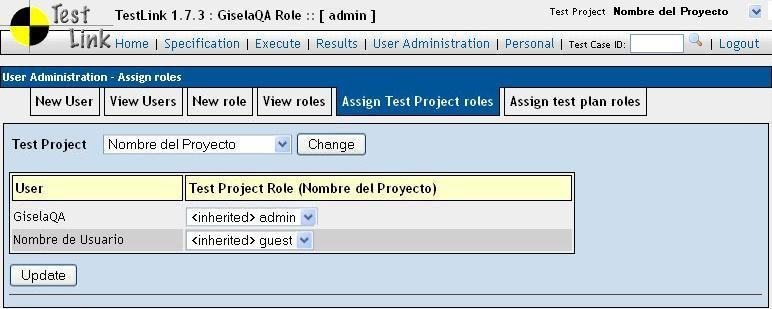 Test Link
TestLink 1.7.3 : GiselaQA Role :: [ admin ]
Test Project Nombre del Proyecto
Home | Specification | Execute | Results | User Administration | Personal | Test Case ID: | Logout
User Administration - Assign roles
New User View Users New role View roles Assign Test Project roles Assign test plan roles
Test Project Nombre del Proyecto Change
User Test Project Role (Nombre del Proyecto)
GiselaQA <inherited> admin
Nombre de Usuario <inherited> guest
Update